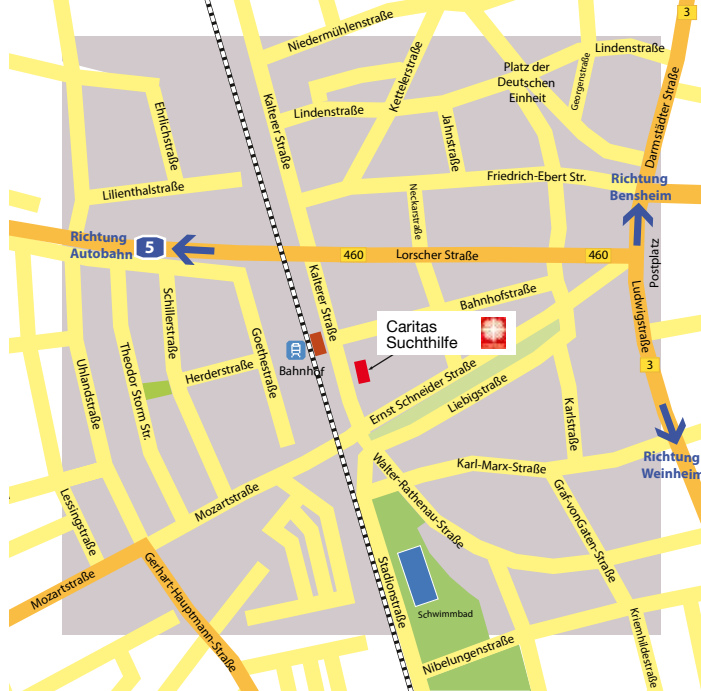 3
Niedermühlenstraße
Lindenstraße
Platz der
Deutschen
Einheit
Georgenstraße
Kettelerstraße
Kalterer Straße
Lindenstraße
Ehrlichstraße
Jahnstraße
Darmstädter Straße
Friedrich-Ebert Str.
Lilienthalstraße
Richtung
Bensheim
Neckarstraße
Richtung
Autobahn
5
460
Lorscher Straße
460
Postplatz
Kalterer Straße
Schillerstraße
Bahnhofstraße
Ludwigstraße
Caritas
Suchthilfe
Goethestraße
Theodor Storm Str.
Uhlandstraße
Herderstraße
Bahnhof
Ernst Schneider Straße
Liebigstraße
3
Karlstraße
Richtung
Weinheim
Karl-Marx-Straße
Walter-Rathenau-Straße
Graf-vonGaten-Straße
Mozartstraße
Lessingstraße
Mozartstraße
Gerhart-Hauptmann-Straße
Stadionstraße
Schwimmbad
Nibelungenstraße
Kriemhildestraße